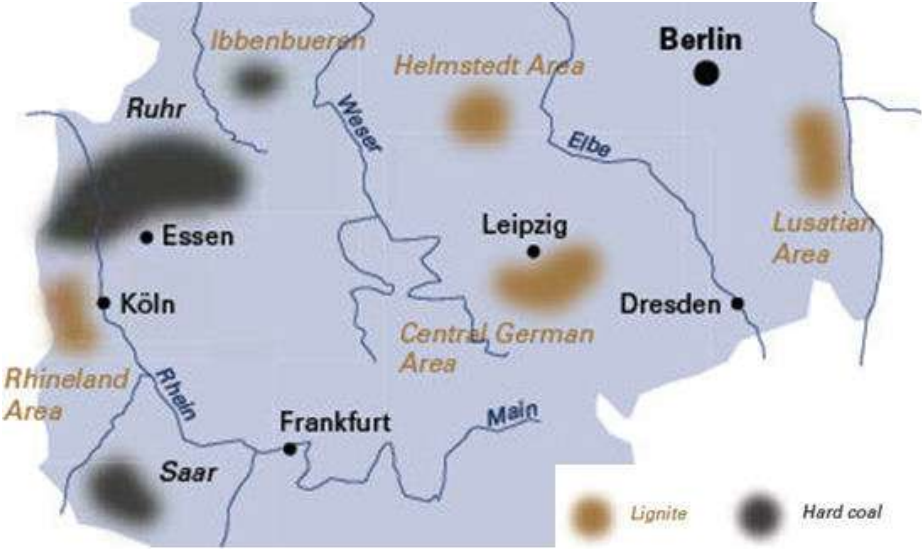 Ibbenbueren
Berlin
Helmstedt Area
Ruhr
Weser
Elbe
Essen
Leipzig
Lusatian
Area
Köln
Dresden
Central German
Area
Rhineland
Area
Rhein
Frankfurt
Main
Saar
Lignite
Hard coal